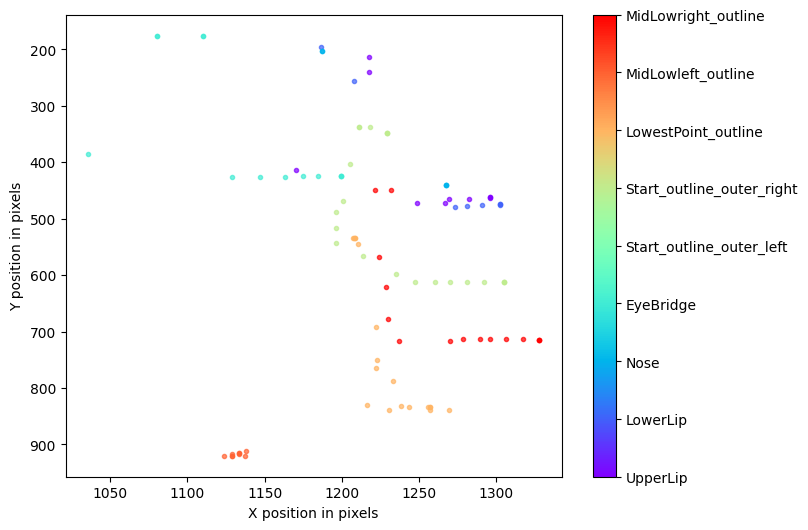 200
300
400
500
600
700
800
900
Y position in pixels
1050
1100
1150
1200
1250
1300
X position in pixels
MidLowright_outline
MidLowleft_outline
LowestPoint_outline
Start_outline_outer_right
Start_outline_outer_left
EyeBridge
Nose
LowerLip
UpperLip